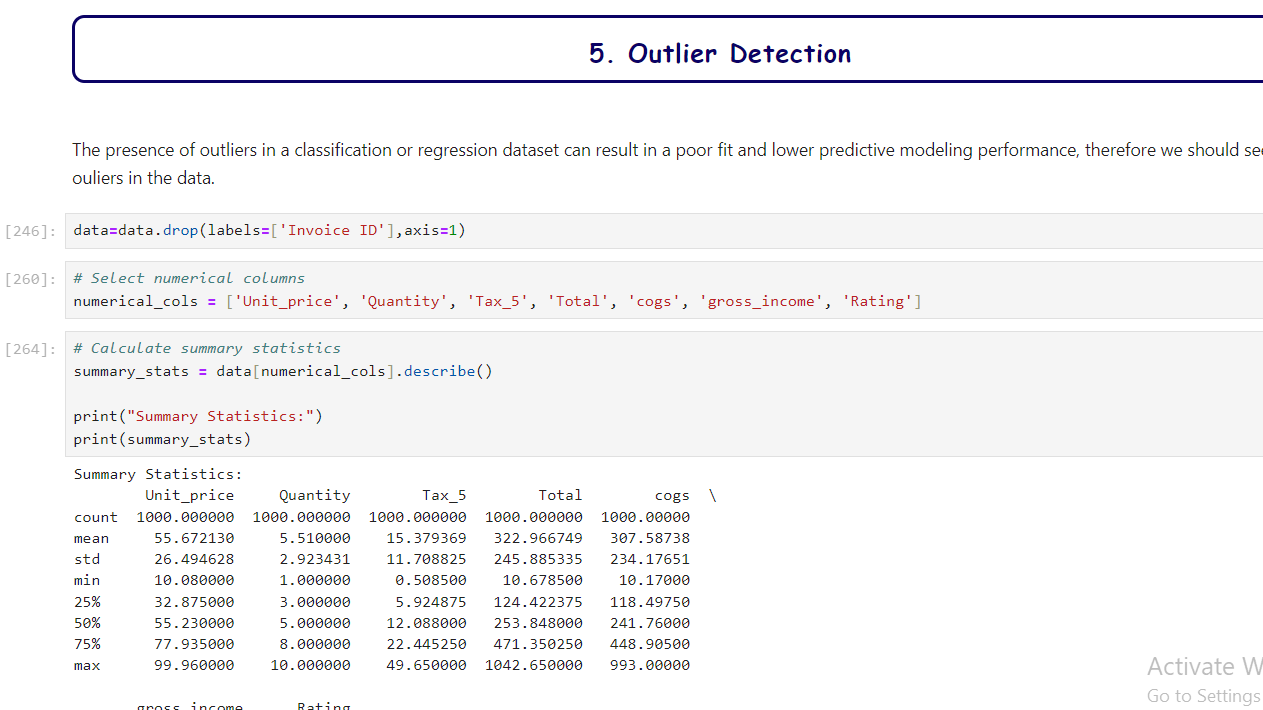 5. Outlier Detection
The presence of outliers in a classification or regression dataset can result in a poor fit and lower predictive modeling performance, therefore we should
ouliers in the data.
[246]: data=data.drop(labels=['Invoice ID'],axis=1)
[260]: # Select numerical columns
numerical_cols = ['Unit_price', 'Quantity', 'Tax_5', 'Total', 'cogs', 'gross_income', 'Rating']
[264]: # Calculate summary statistics
summary_stats = data[numerical_cols].describe()
print("Summary Statistics:")
print(summary_stats)
Summary Statistics:
Unit_price Quantity Tax_5 Total cogs \
count 1000.000000 1000.000000 1000.000000 1000.000000 1000.00000
mean 55.672130 5.510000 15.379369 322.966749 307.58738
std 26.494628 2.923431 11.708825 245.885335 234.17651
min 10.080000 1.000000 0.508500 10.678500 10.17000
25% 32.875000 3.000000 5.924875 124.422375 118.49750
50% 55.230000 5.000000 12.088000 253.848000 241.76000
75% 77.935000 8.000000 22.445250 471.350250 448.90500
max 99.960000 10.000000 49.650000 1042.650000 993.00000
gross_income Rating
Activate W
Go to Settings